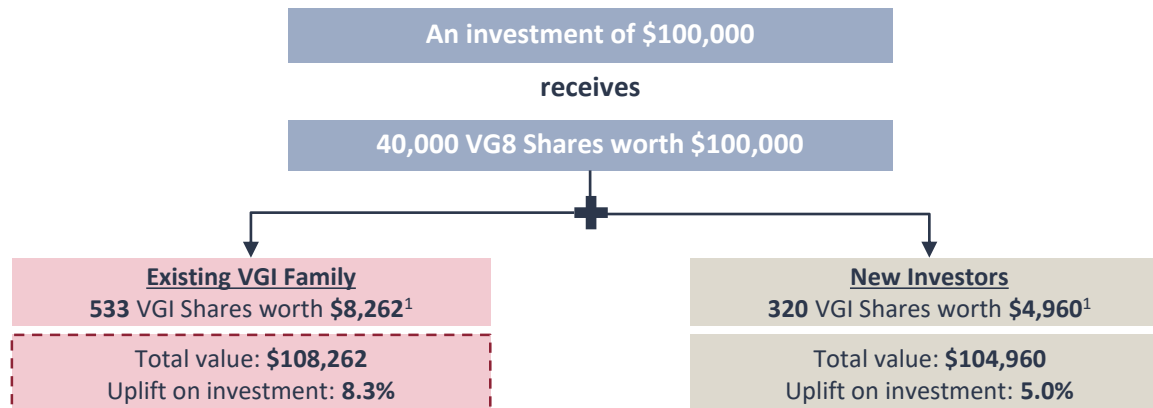 An investment of $100,000
receives
40,000 VG8 Shares worth $100,000
Existing VGI Family
533 VGI Shares worth $8,262¹
Total value: $108,262
Uplift on investment: 8.3%
New Investors
320 VGI Shares worth $4,960¹
Total value: $104,960
Uplift on investment: 5.0%